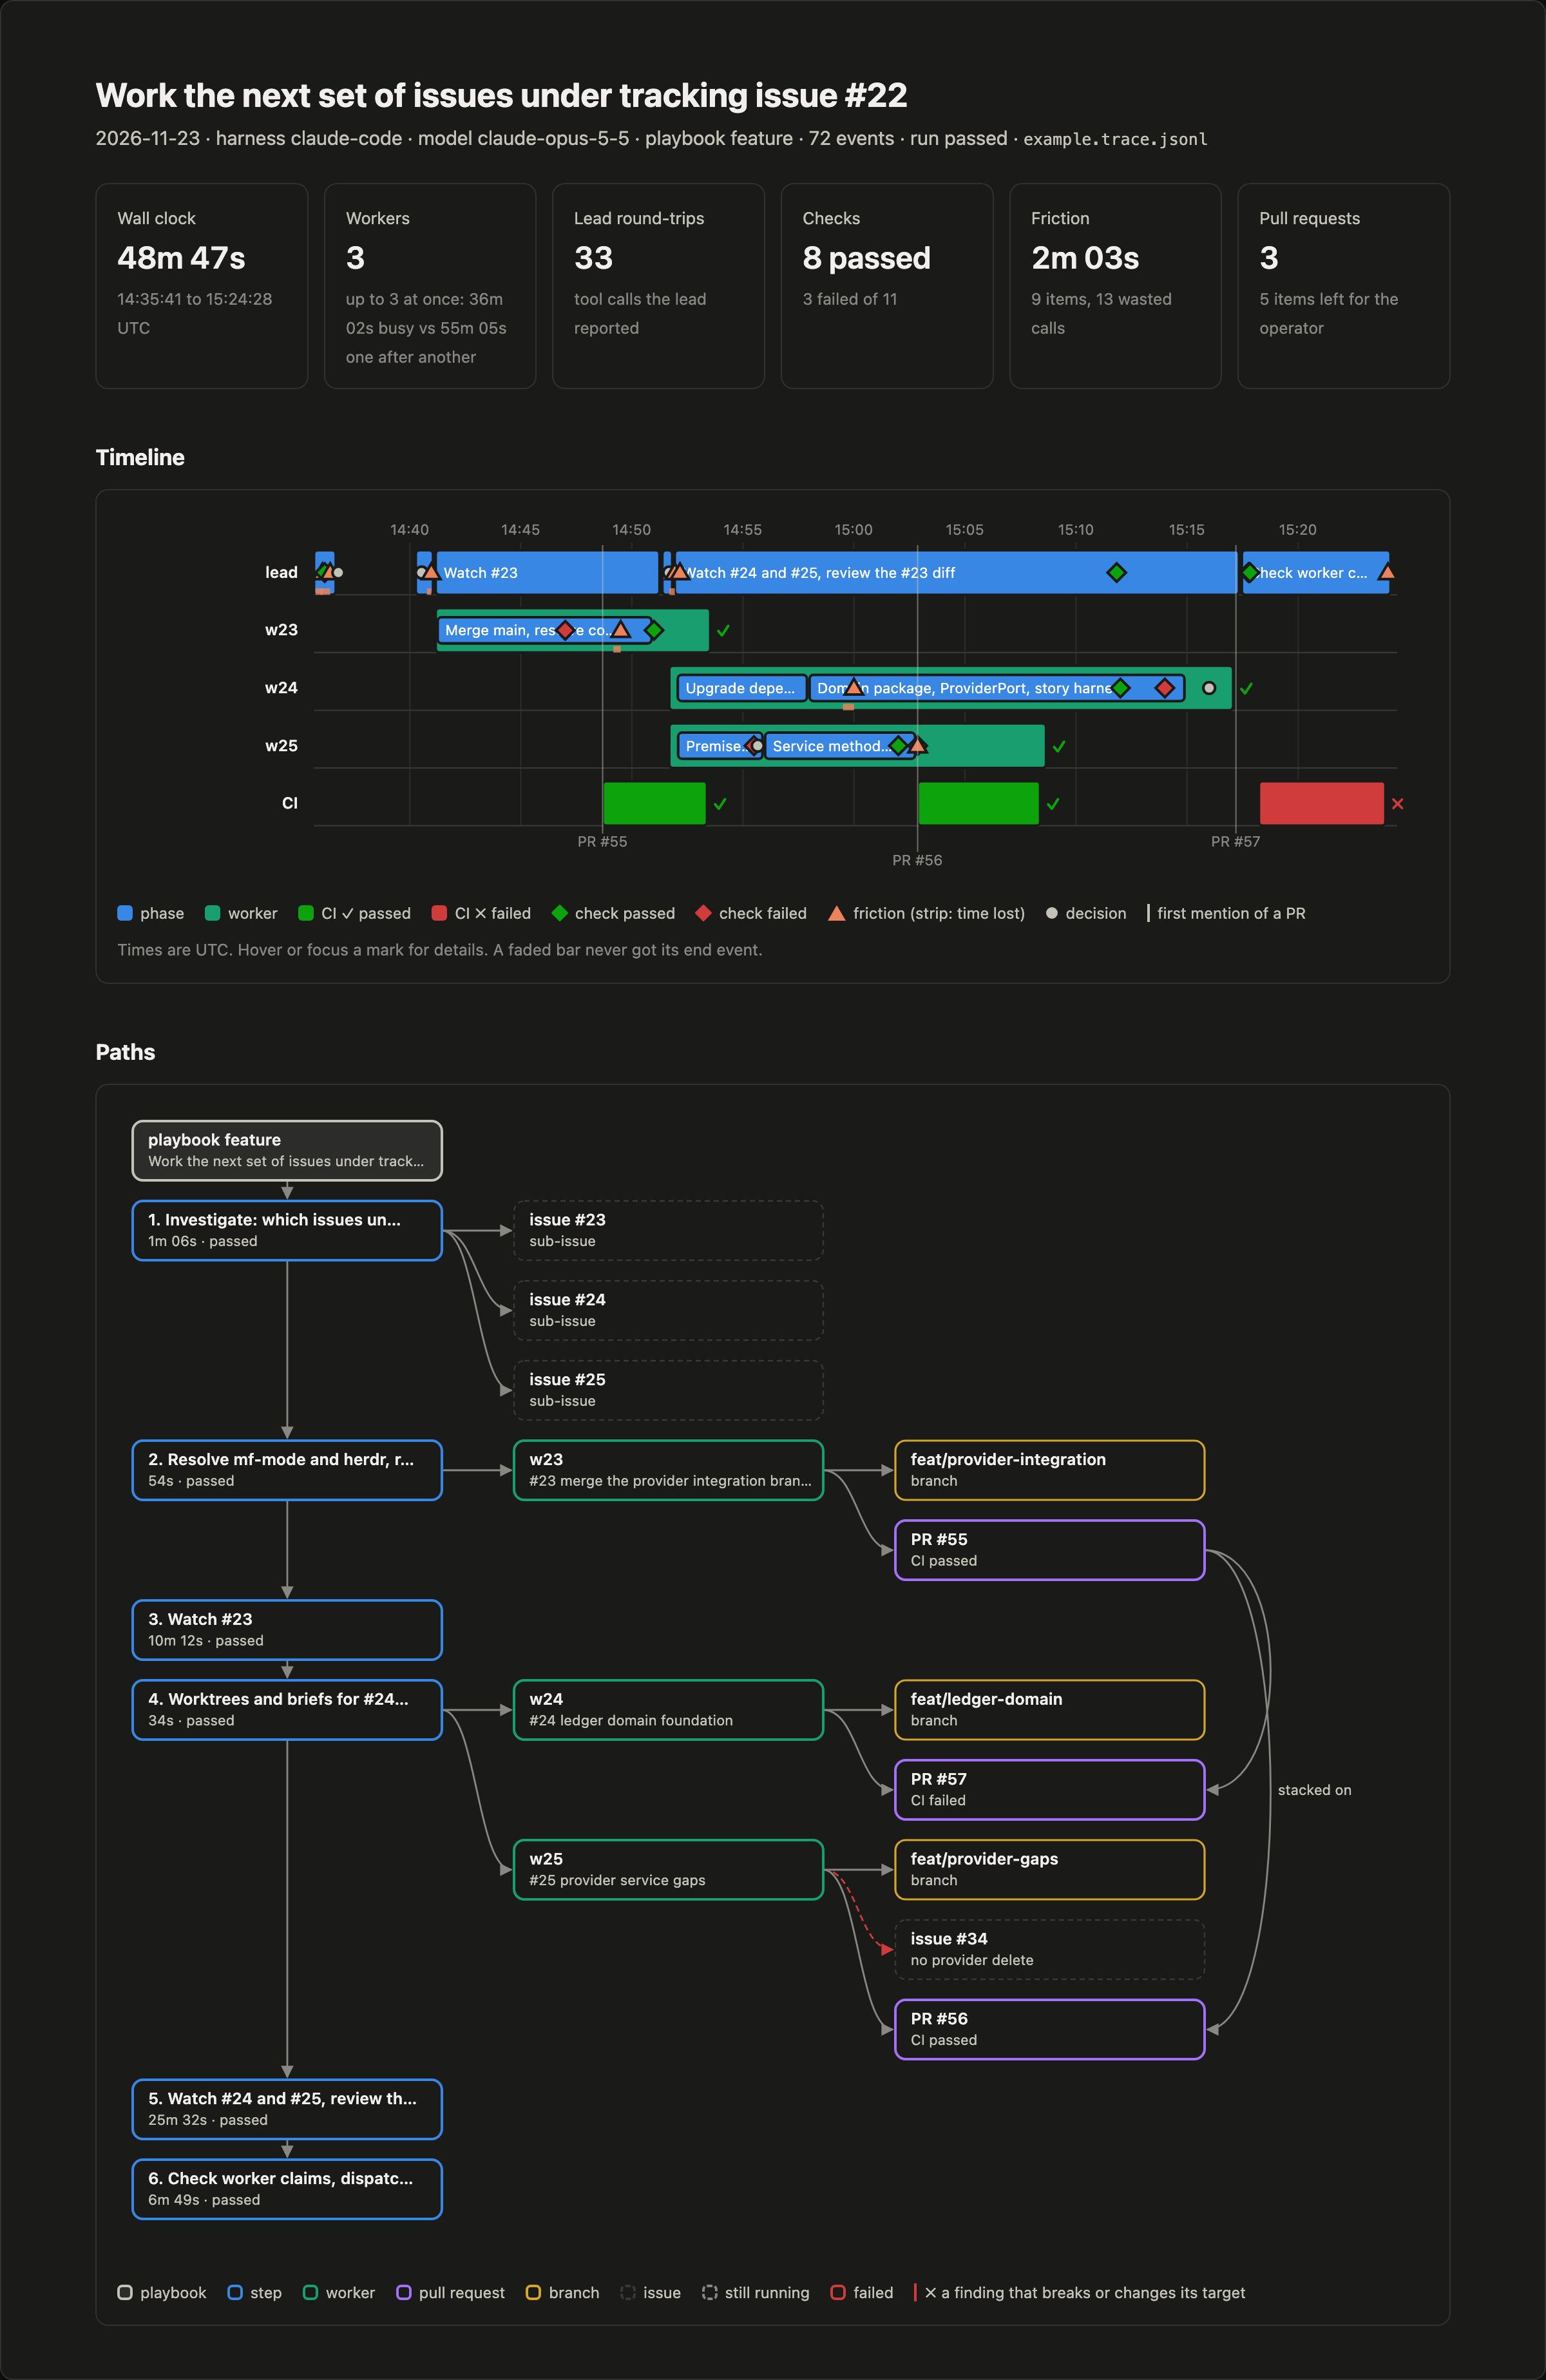 Work the next set of issues under tracking issue #22
2026-11-23 · harness claude-code · model claude-opus-5-5 · playbook feature · 72 events · run passed · example.trace.jsonl
Wall clock
48m 47s
14:35:41 to 15:24:28
UTC
Workers
3
up to 3 at once: 36m
02s busy vs 55m 05s
one after another
Lead round-trips
33
tool calls the lead
reported
Checks
8 passed
3 failed of 11
Friction
2m 03s
9 items, 13 wasted
calls
Pull requests
3
5 items left for the
operator
Timeline
14:40 14:45 14:50 14:55 15:00 15:05 15:10 15:15 15:20
lead
Watch #23
Watch #24 and #25, review the #23 diff
heck worker c...
w23
Merge main, co...
w24
Upgrade depe...
package, ProviderPort, story harne
w25
Premise...
Service method...
CI
PR #55
PR #56
PR #57
phase worker CI ✓ passed CI ✕ failed check passed check failed friction (strip: time lost) decision first mention of a PR
Times are UTC. Hover or focus a mark for details. A faded bar never got its end event.
Paths
playbook feature
Work the next set of issues under track...
1. Investigate: which issues un...
1m 06s · passed
issue #23
sub-issue
issue #24
sub-issue
issue #25
sub-issue
2. Resolve mf-mode and herdr, r...
54s · passed
w23
#23 merge the provider integration bran...
feat/provider-integration
branch
PR #55
CI passed
3. Watch #23
10m 12s · passed
4. Worktrees and briefs for #24...
34s · passed
w24
#24 ledger domain foundation
feat/ledger-domain
branch
PR #57
CI failed
stacked on
w25
#25 provider service gaps
feat/provider-gaps
branch
issue #34
no provider delete
PR #56
CI passed
5. Watch #24 and #25, review th...
25m 32s · passed
6. Check worker claims, dispatc...
6m 49s · passed
playbook step worker pull request branch issue still running failed ✕ a finding that breaks or changes its target